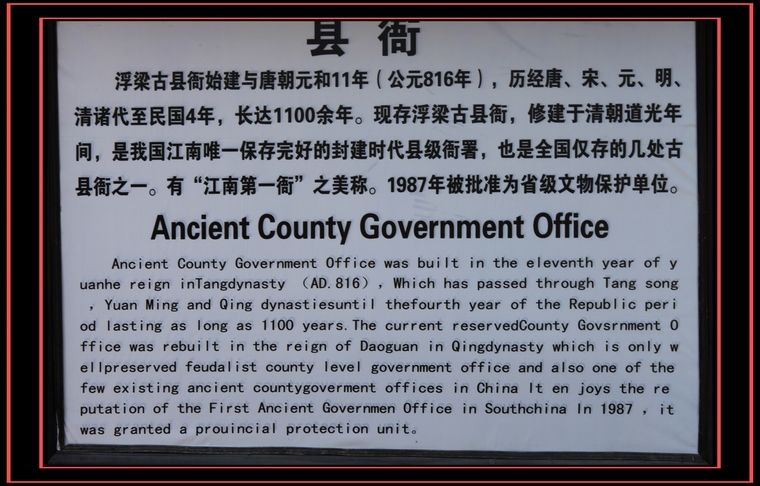 县 衙
浮梁古县衙始建与唐朝元和11年（公元816年），历经唐、宋、元、明、
清诸代至民国4年，长达1100余年。现存浮梁古县衙，修建于清朝道光年
间，是我国江南唯一保存完好的封建时代县级衙署，也是全国仅存的几处古
县衙之一。有“江南第一衙”之美称。1987年被批准为省级文物保护单位。
Ancient County Government Office
Ancient County Government Office was built in the eleventh year of y
uanhe reign inTangdynasty （AD.816），Which has passed through Tang song
，Yuan Ming and Qing dynastiesuntil thefourth year of the Republic peri
od lasting as long as 1100 years.The current reservedCounty Govsrnment O
ffice was rebuilt in the reign of Daoguan in Qingdynasty which is only w
ellpreserved feudalist county level government office and also one of the
few existing ancient countygoverment offices in China lt en joys the re
putation of the First Ancient Governmen Office in Southchina ln 1987 ，it
was granted a prouincial protection unit。